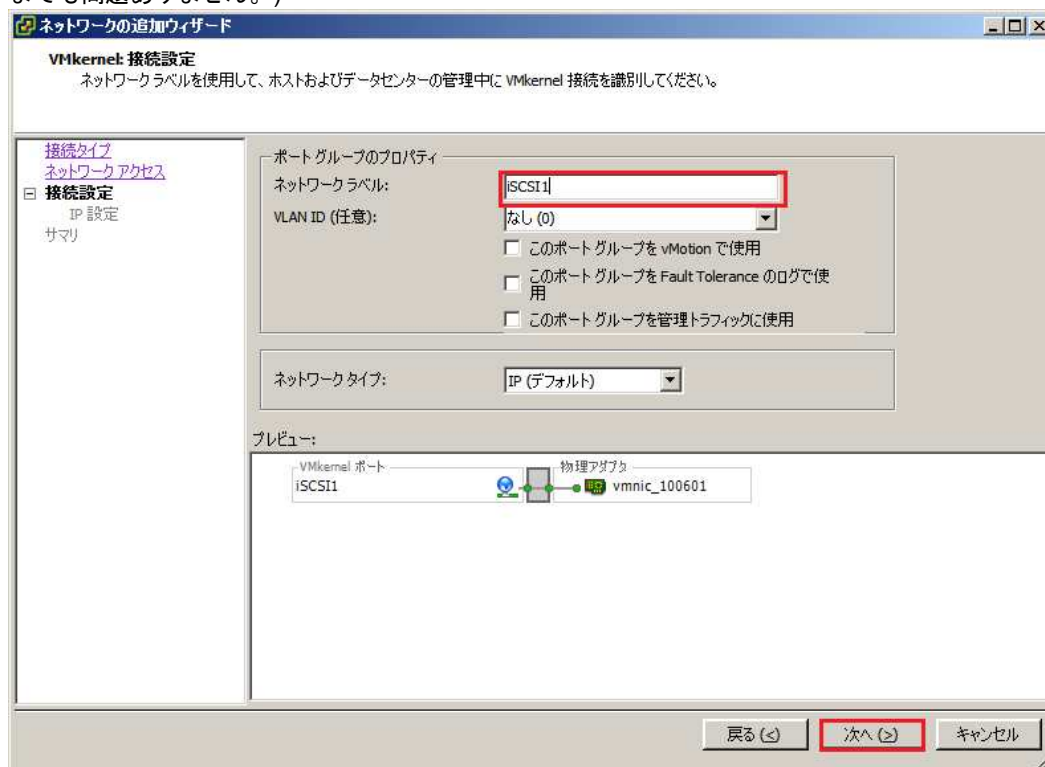 までも問題ありません。)
ネットワークの追加ウィザード
VMkernel: 接続設定
ネットワーク ラベルを使用して、ホストおよびデータセンターの管理中に VMkernel 接続を識別してください。
接続タイプ
ネットワーク アクセス
接続設定
IP 設定
サマリ
ポート グループのプロパティ
ネットワーク ラベル:
iSCSI1
VLAN ID (任意):
なし (0)
このポート グループを vMotion で使用
このポート グループを Fault Tolerance のログで使
用
このポート グループを管理トラフィックに使用
ネットワーク タイプ:
IP (デフォルト)
プレビュー:
VMkernel ポート
iSCSI1
物理アダプタ
vmnic_100601
戻る (<)
次へ (>)
キャンセル